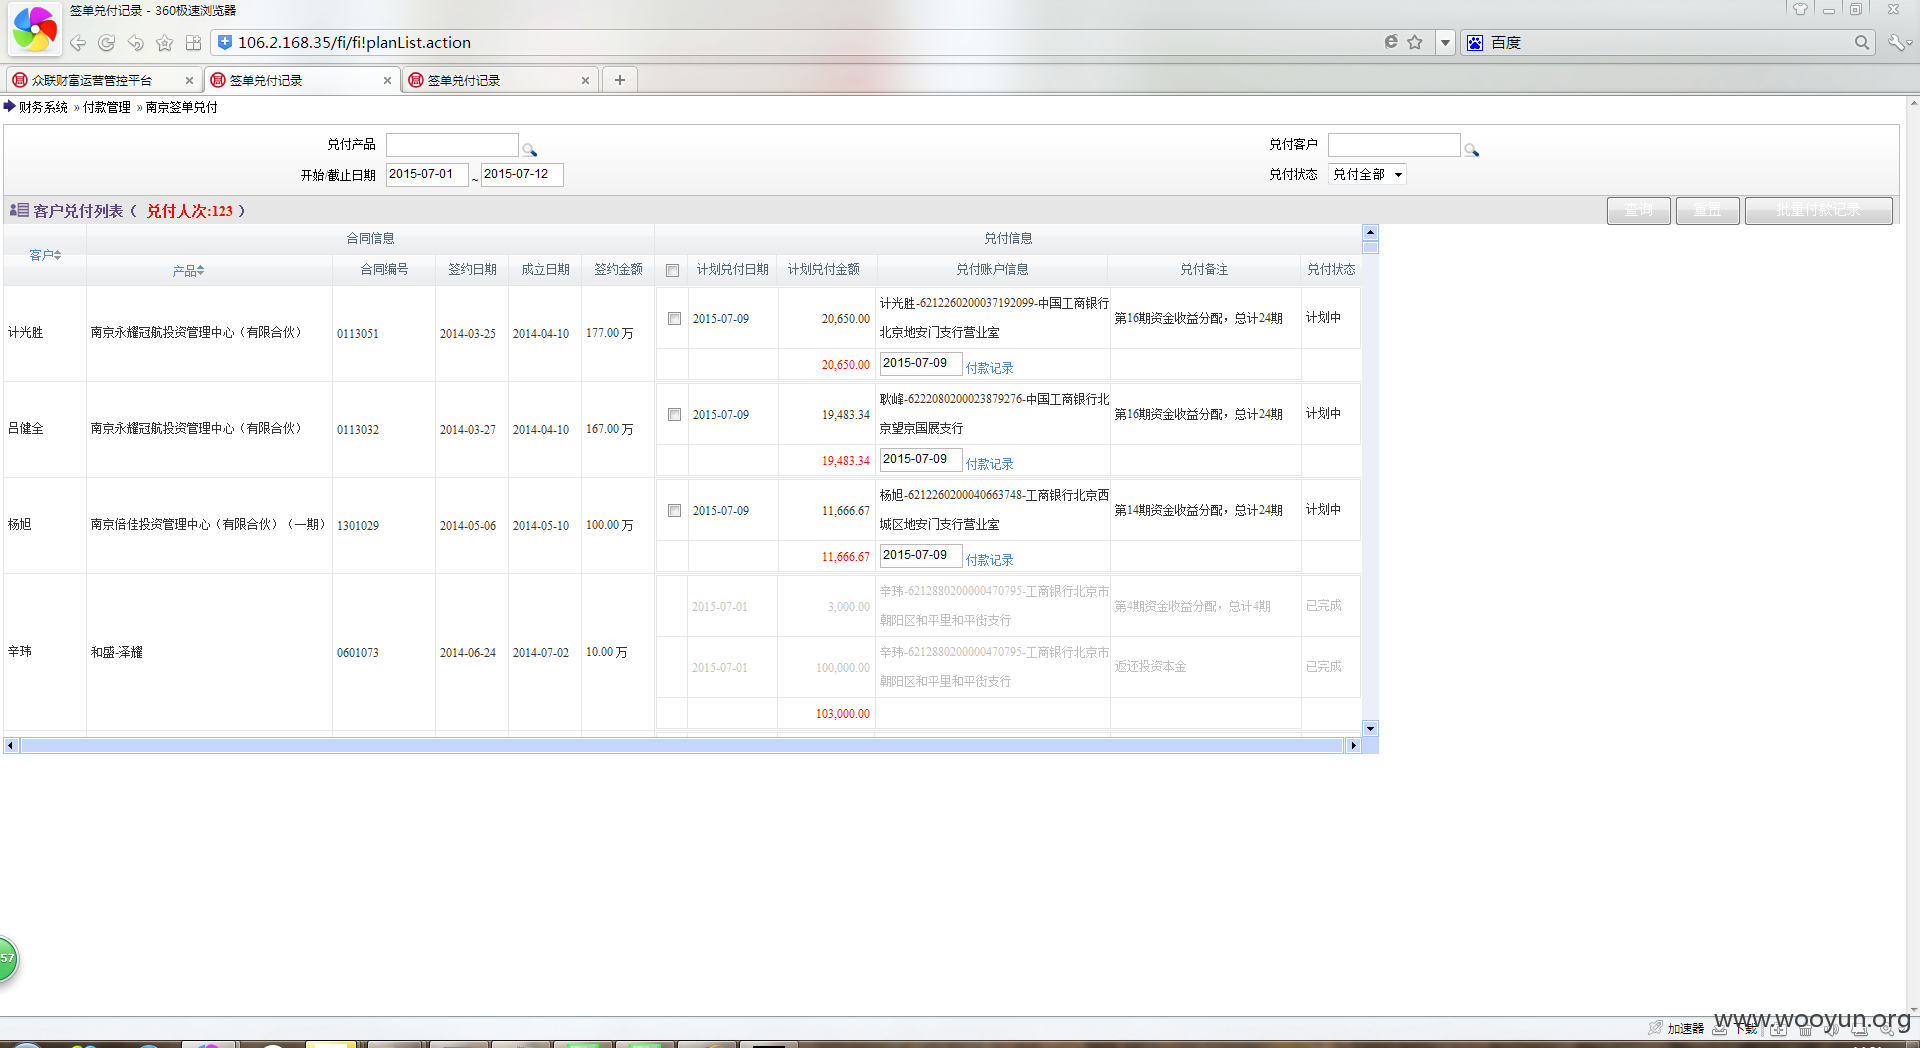 签单兑付记录 - 360极速浏览器
106.2.168.35/fi/fi!planList.action
百度
众联财富运营管控平台
签单兑付记录
签单兑付记录
财务系统 » 付款管理 » 南京签单兑付
兑付产品
兑付客户
开始/截止日期 2015-07-01 ~ 2015-07-12
兑付状态 兑付全部
客户兑付列表（ 兑付人次:123 ）
查询 重置 批量付款记录
客户 合同信息 兑付信息
产品 合同编号 签约日期 成立日期 签约金额 计划兑付日期 计划兑付金额 兑付账户信息 兑付备注 兑付状态
计光胜 南京永耀冠航投资管理中心（有限合伙） 0113051 2014-03-25 2014-04-10 177.00 万 2015-07-09 20,650.00 计光胜-6212260200037192099-中国工商银行
北京地安门支行营业室 第16期资金收益分配，总计24期 计划中
20,650.00 2015-07-09 付款记录
吕健全 南京永耀冠航投资管理中心（有限合伙） 0113032 2014-03-27 2014-04-10 167.00 万 2015-07-09 19,483.34 耿峰-6222080200023879276-中国工商银行北
京望京国展支行 第16期资金收益分配，总计24期 计划中
19,483.34 2015-07-09 付款记录
杨旭 南京倍佳投资管理中心（有限合伙）（一期） 1301029 2014-05-06 2014-05-10 100.00 万 2015-07-09 11,666.67 杨旭-6212260200040663748-工商银行北京西
城区地安门支行营业室 第14期资金收益分配，总计24期 计划中
11,666.67 2015-07-09 付款记录
辛玮 和盛-泽耀 0601073 2014-06-24 2014-07-02 10.00 万 2015-07-01 3,000.00 辛玮-6212880200000470795-工商银行北京市
朝阳区和平里和平街支行 第4期资金收益分配，总计4期 已完成
2015-07-01 100,000.00 辛玮-6212880200000470795-工商银行北京市
朝阳区和平里和平街支行 返还投资本金 已完成
103,000.00
57
加速器 下载
www.wooyun.org